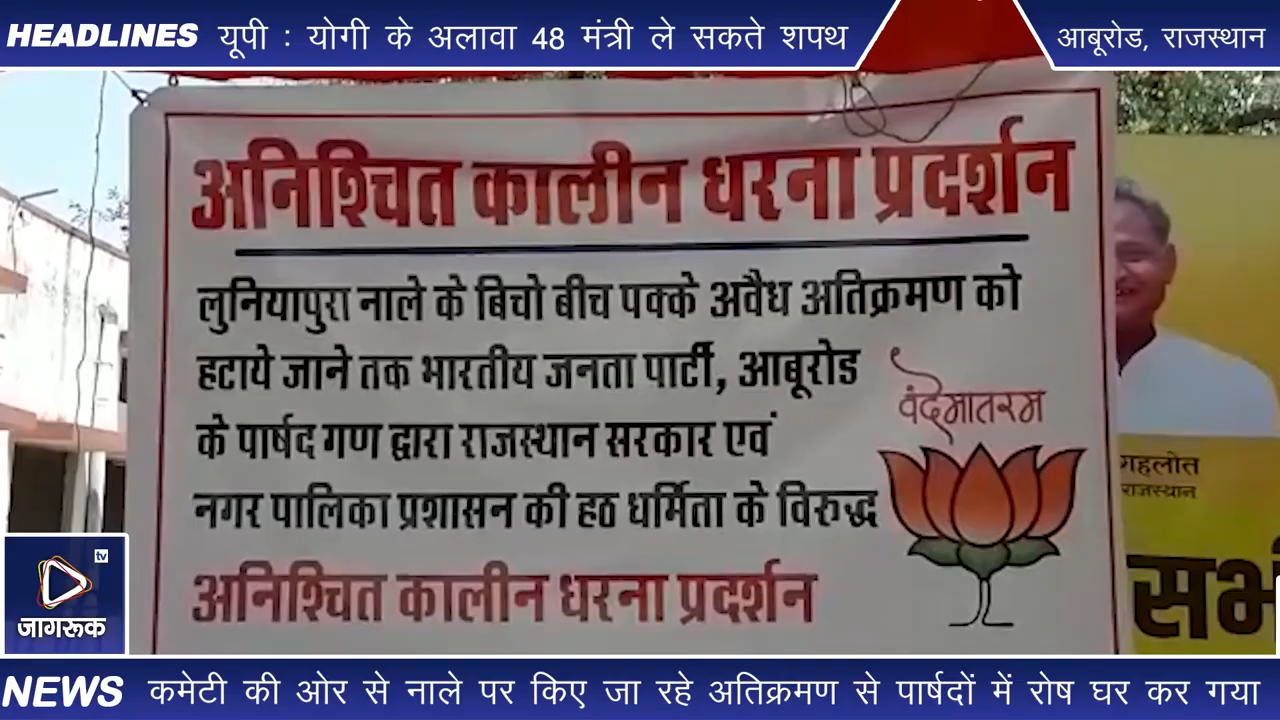 HEADLINES यूपी : योगी के अलावा 48 मंत्री ले सकते शपथ
आबूरोड, राजस्थान
अनिश्चित कालीन धरना प्रदर्शन
लुनियापुरा नाले के बिचो बीच पक्के अवैध अतिक्रमण को
हटाये जाने तक भारतीय जनता पार्टी, आबूरोड
के पार्षद गण द्वारा राजस्थान सरकार एवं
नगर पालिका प्रशासन की हठ धर्मिता के विरुद्ध
अनिश्चित कालीन धरना प्रदर्शन
वंदेमातरम
गहलोत
राजस्थान
सभ
tv
जागरूक
NEWS कमेटी की ओर से नाले पर किए जा रहे अतिक्रमण से पार्षदों में रोष घर कर गया